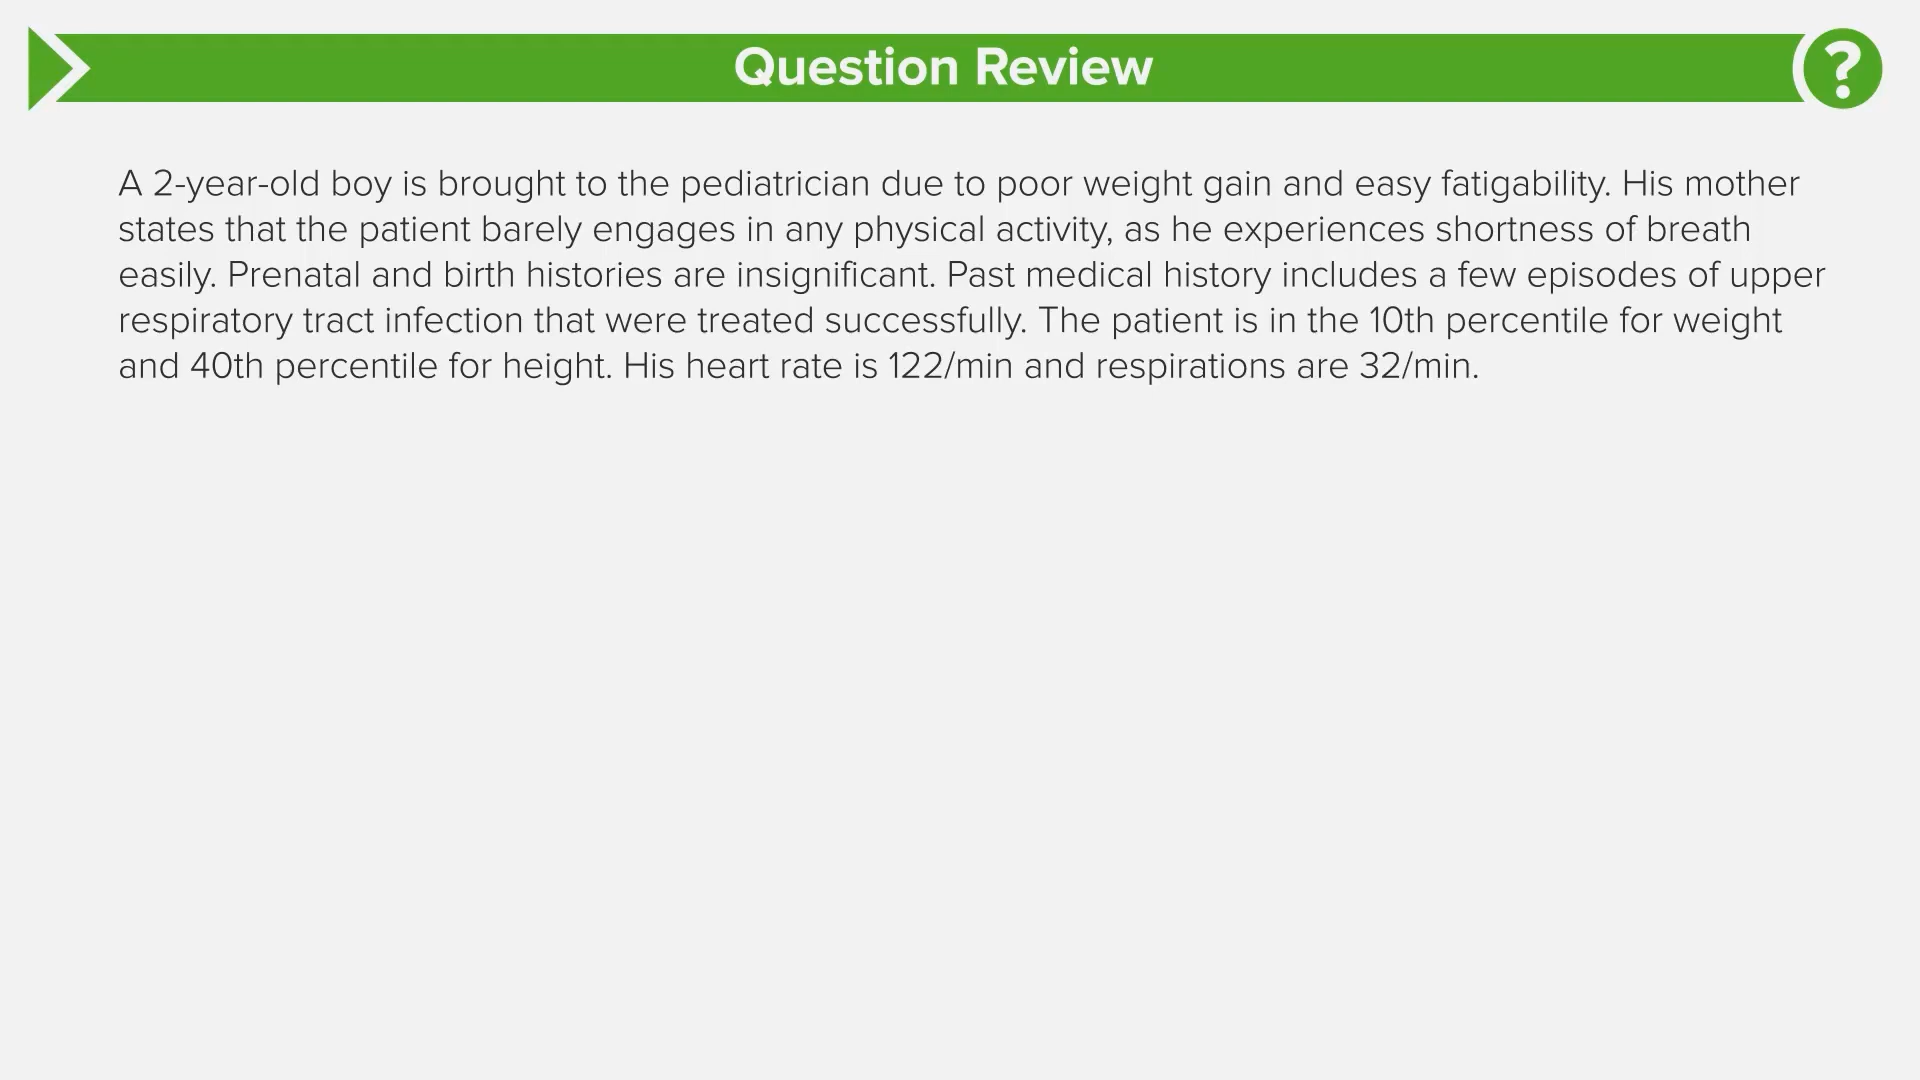 Question Review
?
A 2-year-old boy is brought to the pediatrician due to poor weight gain and easy fatigability. His mother
states that the patient barely engages in any physical activity, as he experiences shortness of breath
easily. Prenatal and birth histories are insignificant. Past medical history includes a few episodes of upper
respiratory tract infection that were treated successfully. The patient is in the 10th percentile for weight
and 40th percentile for height. His heart rate is 122/min and respirations are 32/min.